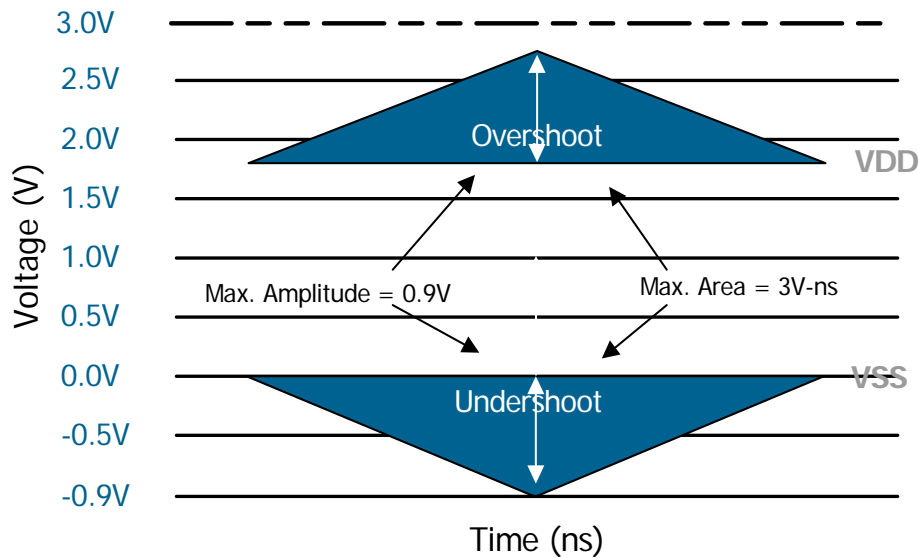 3.0V
2.5V
Overshoot
2.0V
VDD
1.5V
1.0V
Max. Amplitude = 0.9V
Max. Area = 3V-ns
0.5V
0.0V
VSS
Undershoot
-0.5V
-0.9V
Voltage (V)
Time (ns)